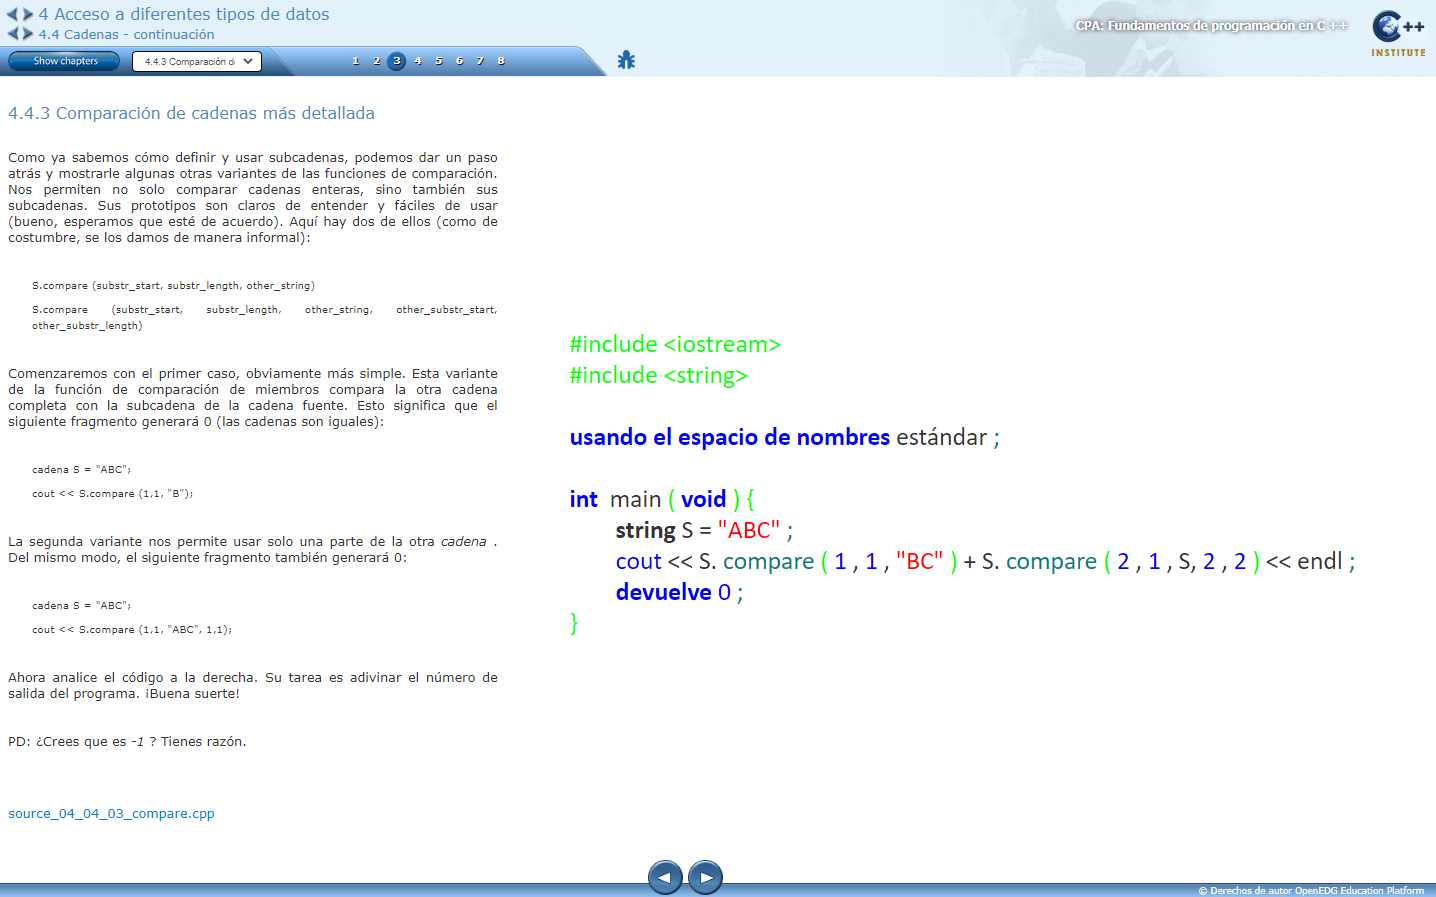 4 Acceso a diferentes tipos de datos
4.4 Cadenas - continuación
CPA: Fundamentos de programación en C ++
C++
INSTITUTE
Show chapters
4.4.3 Comparación d
1 2 3 4 5 6 7 8
4.4.3 Comparación de cadenas más detallada
Como ya sabemos cómo definir y usar subcadenas, podemos dar un paso
atrás y mostrarle algunas otras variantes de las funciones de comparación.
Nos permiten no solo comparar cadenas enteras, sino también sus
subcadenas. Sus prototipos son claros de entender y fáciles de usar
(bueno, esperamos que esté de acuerdo). Aquí hay dos de ellos (como de
costumbre, se los damos de manera informal):
S.compare (substr_start, substr_length, other_string)
S.compare (substr_start, substr_length, other_string, other_substr_start,
other_substr_length)
Comenzaremos con el primer caso, obviamente más simple. Esta variante
de la función de comparación de miembros compara la otra cadena
completa con la subcadena de la cadena fuente. Esto significa que el
siguiente fragmento generará 0 (las cadenas son iguales):
cadena S = "ABC";
cout << S.compare (1,1, "B");
La segunda variante nos permite usar solo una parte de la otra cadena .
Del mismo modo, el siguiente fragmento también generará 0:
cadena S = "ABC";
cout << S.compare (1,1, "ABC", 1,1);
Ahora analice el código a la derecha. Su tarea es adivinar el número de
salida del programa. ¡Buena suerte!
PD: ¿Crees que es -1 ? Tienes razón.
source_04_04_03_compare.cpp
#include <iostream>
#include <string>
usando el espacio de nombres estándar ;
int main ( void ) {
string S = "ABC" ;
cout << S. compare ( 1 , 1 , "BC" ) + S. compare ( 2 , 1 , S, 2 , 2 ) << endl ;
devuelve 0 ;
}
© Derechos de autor OpenEDG Education Platform